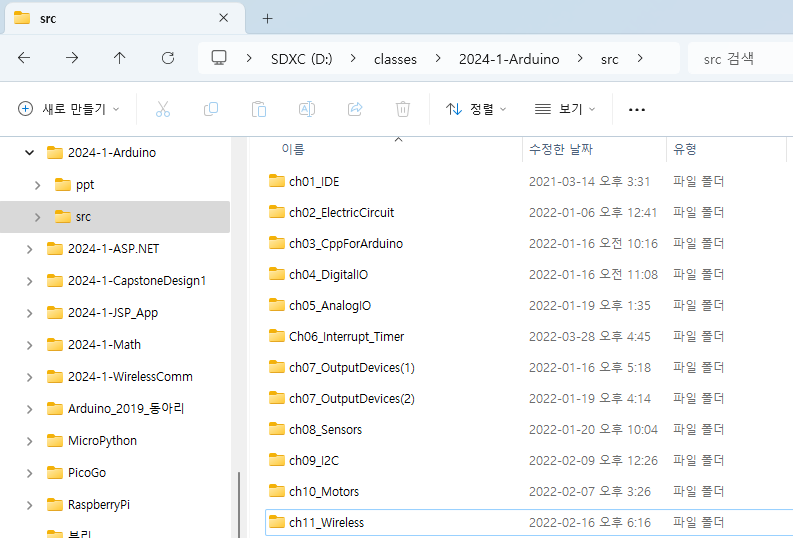 src
SDXC (D:) > classes > 2024-1-Arduino > src >
src 검색
새로 만들기
정렬
보기
2024-1-Arduino
ppt
src
2024-1-ASP.NET
2024-1-CapstoneDesign1
2024-1-JSP_App
2024-1-Math
2024-1-WirelessComm
Arduino_2019_동아리
MicroPython
PicoGo
RaspberryPi
이름 수정한 날짜 유형
ch01_IDE 2021-03-14 오후 3:31 파일 폴더
ch02_ElectricCircuit 2022-01-06 오후 12:41 파일 폴더
ch03_CppForArduino 2022-01-16 오전 10:16 파일 폴더
ch04_DigitalIO 2022-01-16 오전 11:08 파일 폴더
ch05_AnalogIO 2022-01-19 오후 1:35 파일 폴더
Ch06_Interrupt_Timer 2022-03-28 오후 4:45 파일 폴더
ch07_OutputDevices(1) 2022-01-16 오후 5:18 파일 폴더
ch07_OutputDevices(2) 2022-01-19 오후 4:14 파일 폴더
ch08_Sensors 2022-01-20 오후 10:04 파일 폴더
ch09_I2C 2022-02-09 오후 12:26 파일 폴더
ch10_Motors 2022-02-07 오후 3:26 파일 폴더
ch11_Wireless 2022-02-16 오후 6:16 파일 폴더